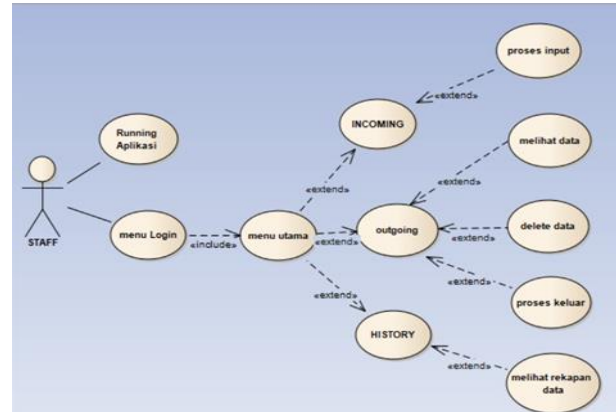 proses input
«extend»
INCOMING
Running
Aplikasi
melihat data
«extend»
«extend»
STAFF
menu Login
«include»
menu utama
«extend»
outgoing
«extend»
delete data
«extend»
«extend»
proses keluar
HISTORY
«extend»
melihat rekapan
data